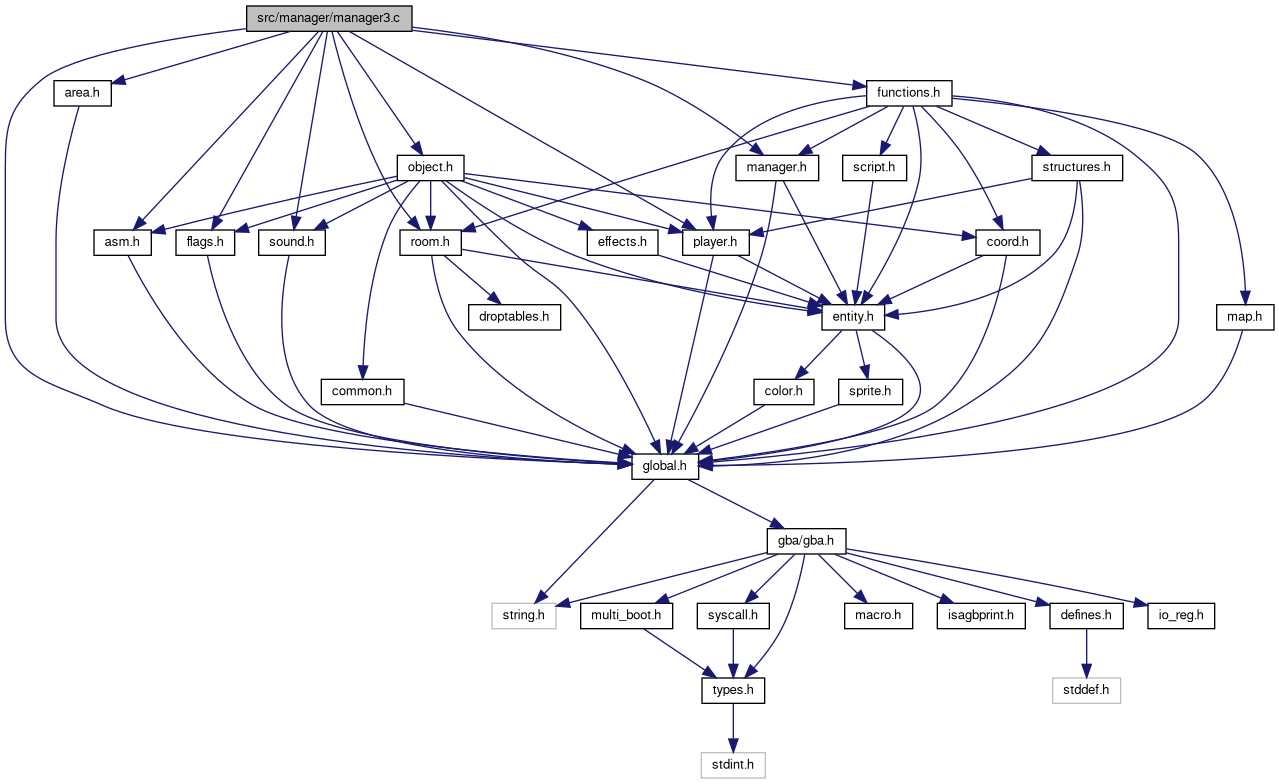 src/manager/manager3.c
area.h
functions.h
object.h
manager.h
script.h
structures.h
asm.h
flags.h
sound.h
room.h
effects.h
player.h
coord.h
droptables.h
entity.h
map.h
common.h
color.h
sprite.h
global.h
gba/gba.h
string.h
multi_boot.h
syscall.h
macro.h
isagbprint.h
defines.h
io_reg.h
types.h
stddef.h
stdint.h